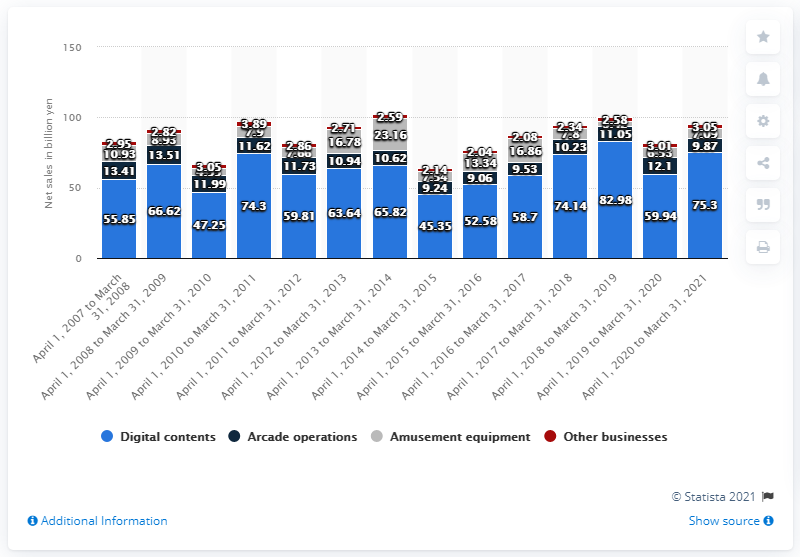 150
100
50
0
Net sales in billion yen
2.95 2.82 3.05 3.89 2.86 2.71 2.59 2.14 2.04 2.08 2.34 2.58 3.01 3.05
10.93 8.93 7.9 7.66 16.78 23.16 7.54 13.34 16.86 7.8 6.53 7.09
13.41 13.51 11.99 11.62 11.73 10.94 10.62 9.24 9.06 9.53 10.23 11.05 12.1 9.87
55.85 66.62 47.25 74.3 59.81 63.64 65.82 45.35 52.58 58.7 74.14 82.98 59.94 75.3
April 1, 2007 to March
31, 2008
April 1, 2008 to March 31, 2009
April 1, 2009 to March 31, 2010
April 1, 2010 to March 31, 2011
April 1, 2011 to March 31, 2012
April 1, 2012 to March 31, 2013
April 1, 2013 to March 31, 2014
April 1, 2014 to March 31, 2015
April 1, 2015 to March 31, 2016
April 1, 2016 to March 31, 2017
April 1, 2017 to March 31, 2018
April 1, 2018 to March 31, 2019
April 1, 2019 to March 31, 2020
April 1, 2020 to March 31, 2021
Digital contents Arcade operations Amusement equipment Other businesses
© Statista 2021
Additional Information
Show source